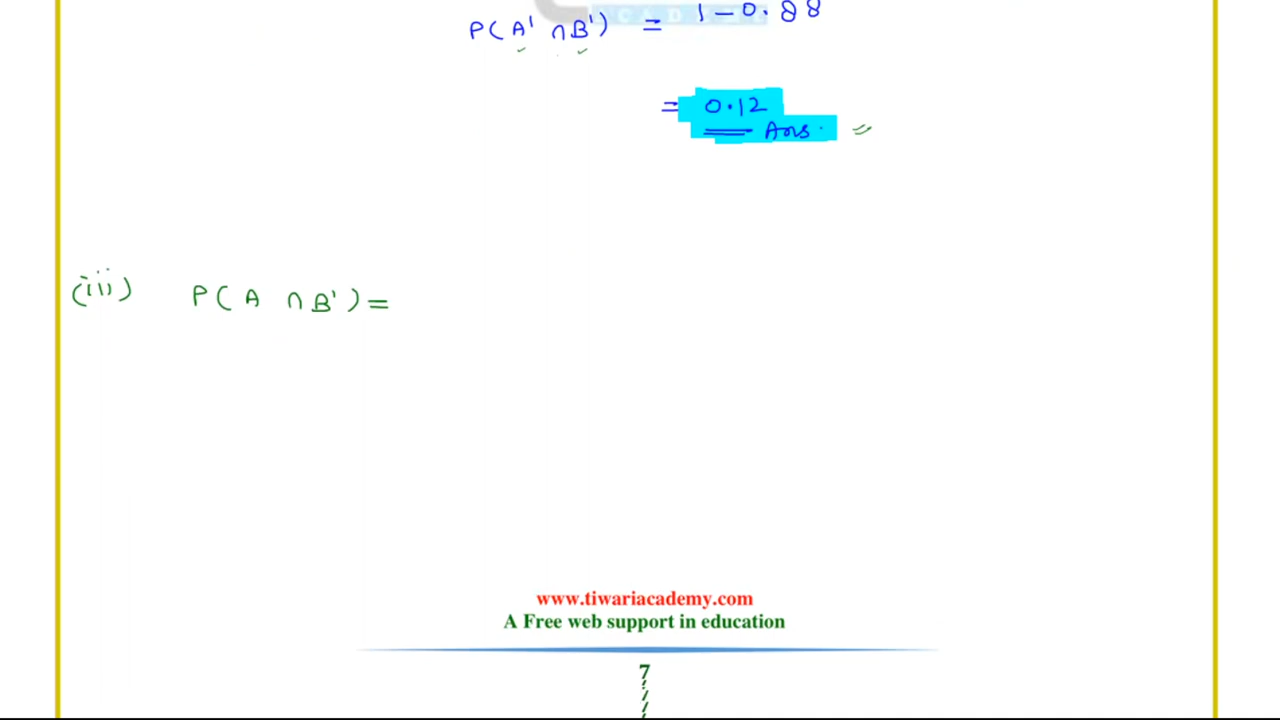 P(A' ∩ B') = 1 - 0.88
= 0.12
Ans.
(iii) P(A ∩ B') =
www.tiwariacademy.com
A Free web support in education
7